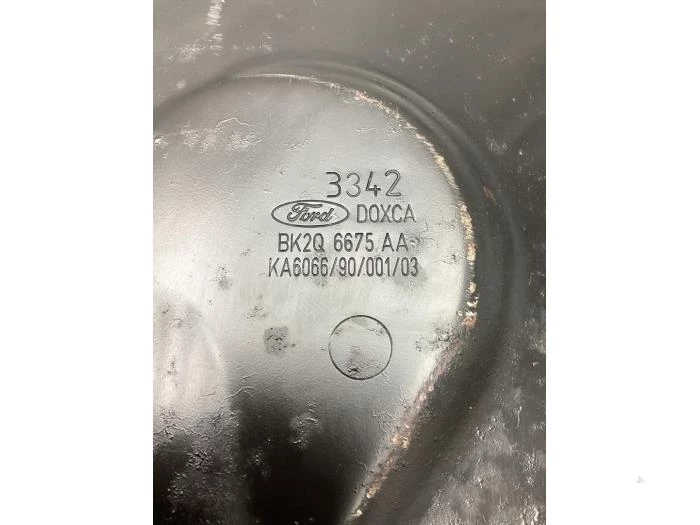 3342
Ford DOXCA
BK2Q 6675 AA
KA6066/90/001/03